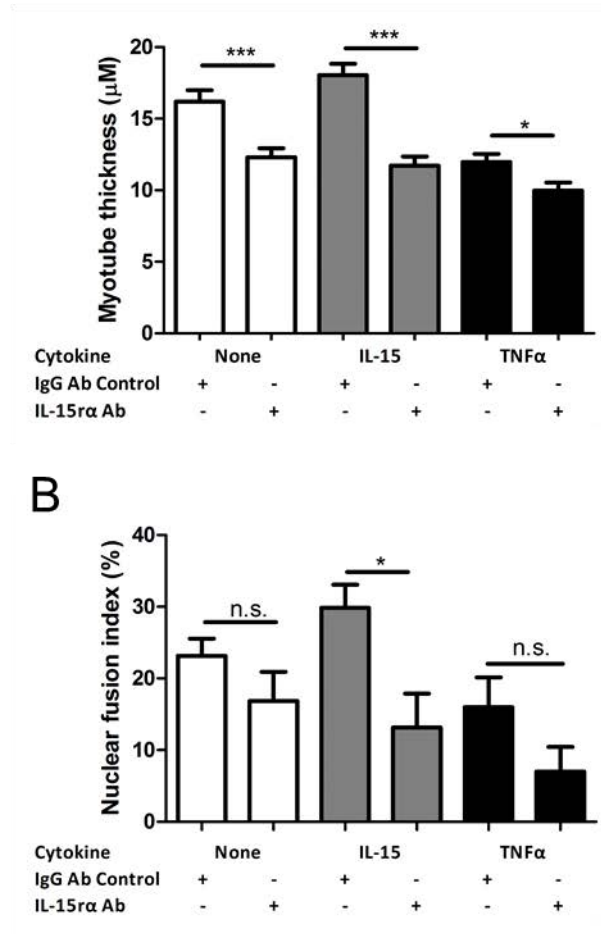 Myotube thickness (μM)
20
15
10
5
0
***
***
*
Cytokine None IL-15 TNFα
IgG Ab Control + - + - + -
IL-15rα Ab - + - + - +
B
Nuclear fusion index (%)
40
30
20
10
0
n.s.
*
n.s.
Cytokine None IL-15 TNFα
IgG Ab Control + - + - + -
IL-15rα Ab - + - + - +